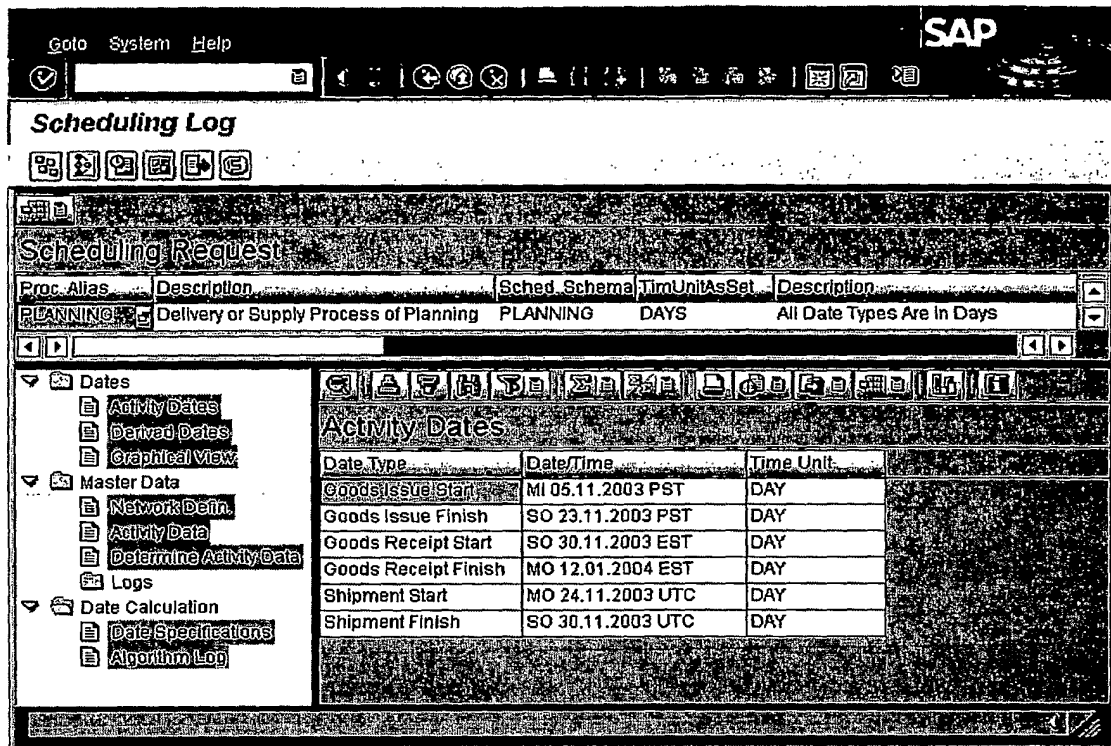 SAP
Goto System Help
Scheduling Log
Scheduling Request
Proc. Alias Description Sched. Schema TimUnitAsSet Description
PLANNING Delivery or Supply Process of Planning PLANNING DAYS All Date Types Are In Days
Dates
Activity Dates
Derived Dates
Graphical View
Master Data
Network Defin.
Activity Data
Determine Activity Data
Logs
Date Calculation
Date Specifications
Algorithm Log
Activity Dates
Date Type Date/Time Time Unit
Goods Issue Start MI 05.11.2003 PST DAY
Goods Issue Finish SO 23.11.2003 PST DAY
Goods Receipt Start SO 30.11.2003 EST DAY
Goods Receipt Finish MO 12.01.2004 EST DAY
Shipment Start MO 24.11.2003 UTC DAY
Shipment Finish SO 30.11.2003 UTC DAY